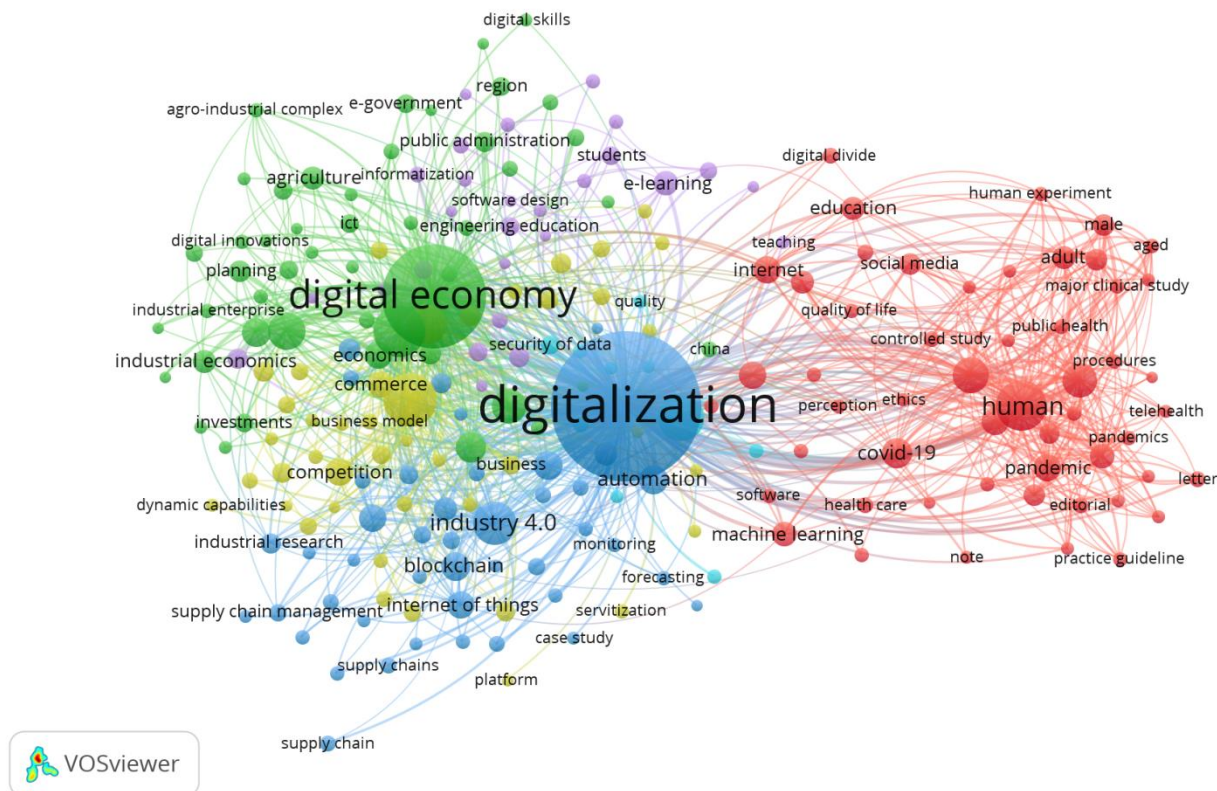 digital skills
region
agro-industrial complex
e-government
public administration
digital divide
students
agriculture
informatization
e-learning
human experiment
software design
education
male
ict
engineering education
digital innovations
teaching
aged
planning
internet
social media
adult
digital economy
major clinical study
quality
industrial enterprise
quality of life
public health
security of data
controlled study
industrial economics
economics
china
procedures
commerce
digitalization
perception
ethics
human
telehealth
investments
business model
pandemics
covid-19
competition
business
pandemic
automation
letter
software
dynamic capabilities
health care
editorial
industry 4.0
machine learning
industrial research
monitoring
note
practice guideline
blockchain
forecasting
supply chain management
internet of things
servitization
case study
supply chains
platform
supply chain
VOSviewer